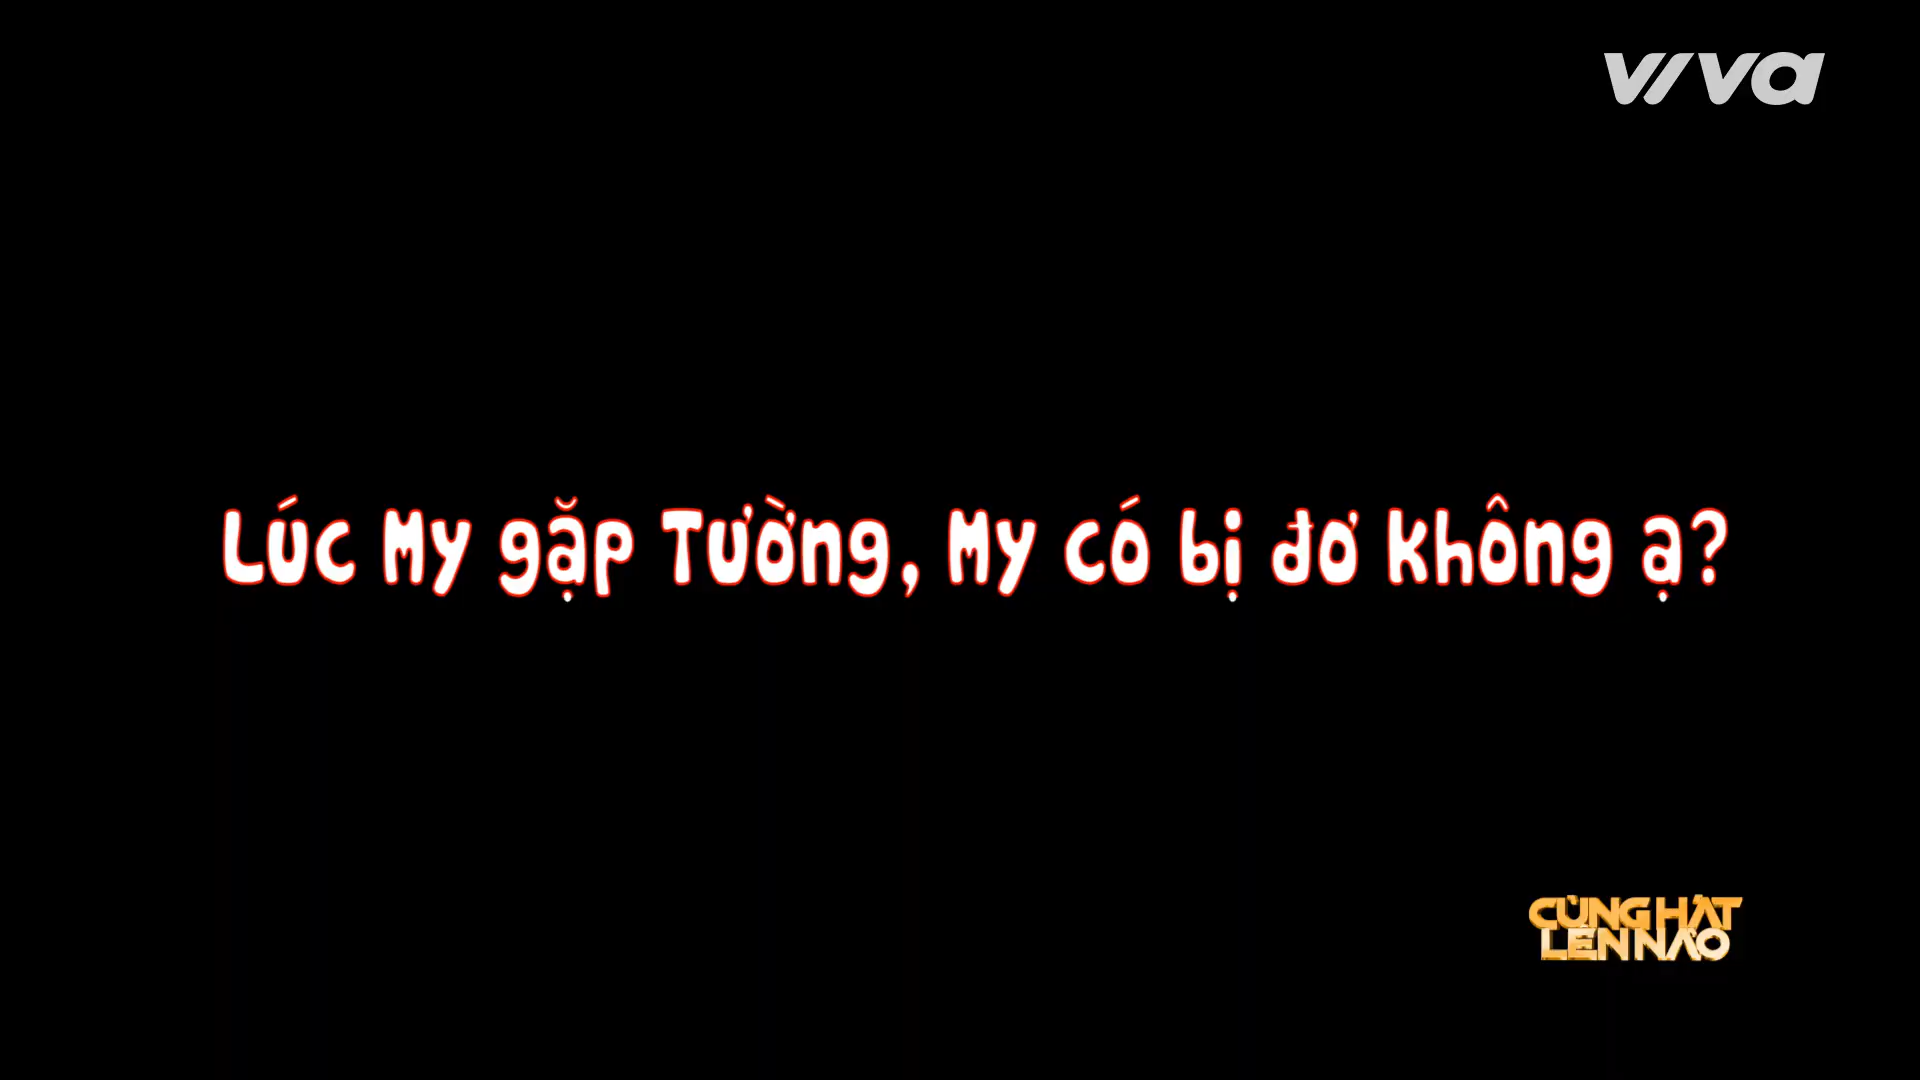 viva
Lúc My gặp Tường, My có bị đơ không ạ?
CÙNG HÁT
LÊN NÀO